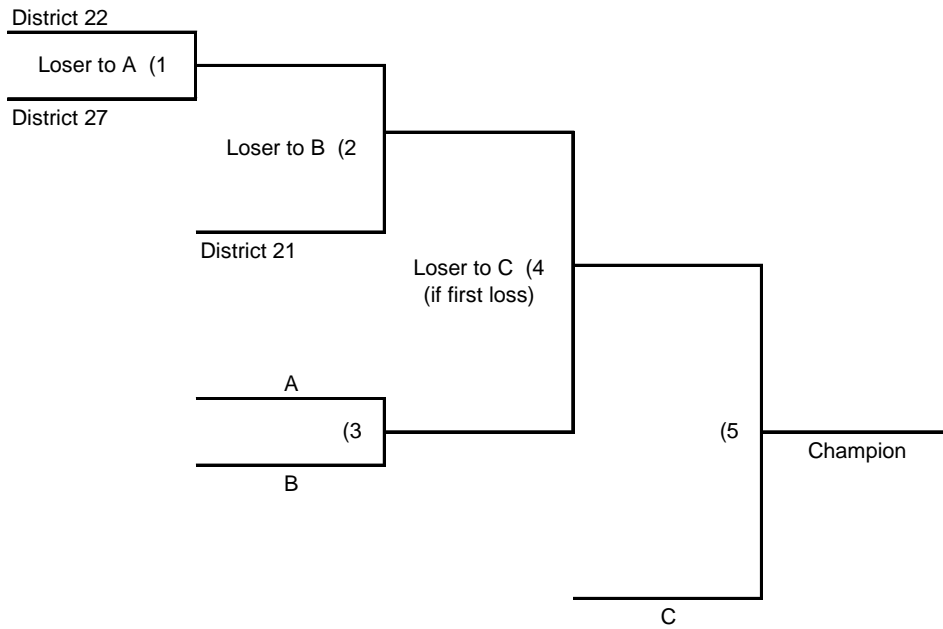 District 22
Loser to A (1
District 27
Loser to B (2
District 21
Loser to C (4
(if first loss)
A
(3
B
(5
Champion
C